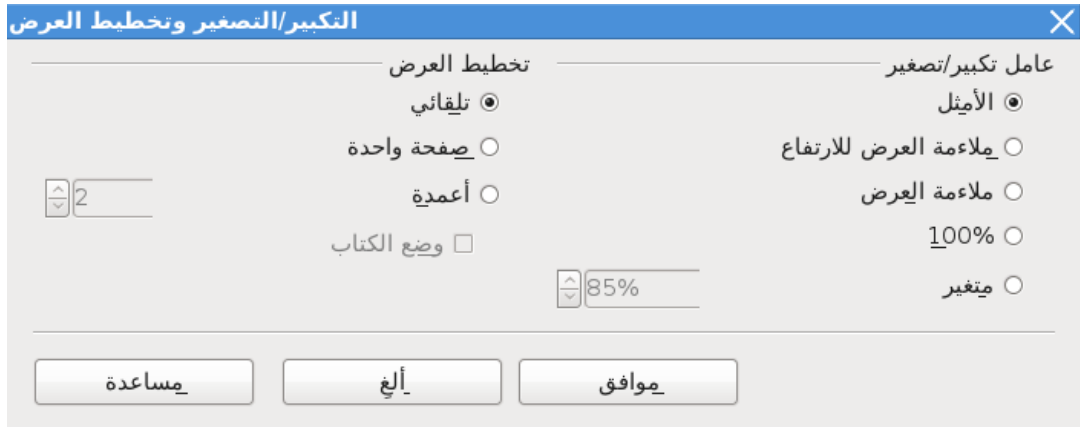 التكبير/التصغير وتخطيط العرض
عامل تكبير/تصغير
الأمثل
ملاءمة العرض للارتفاع
ملاءمة العرض
100%
متغير
85%
تخطيط العرض
تلقائي
صفحة واحدة
أعمدة
2
وضع الكتاب
موافق
ألغِ
مساعدة